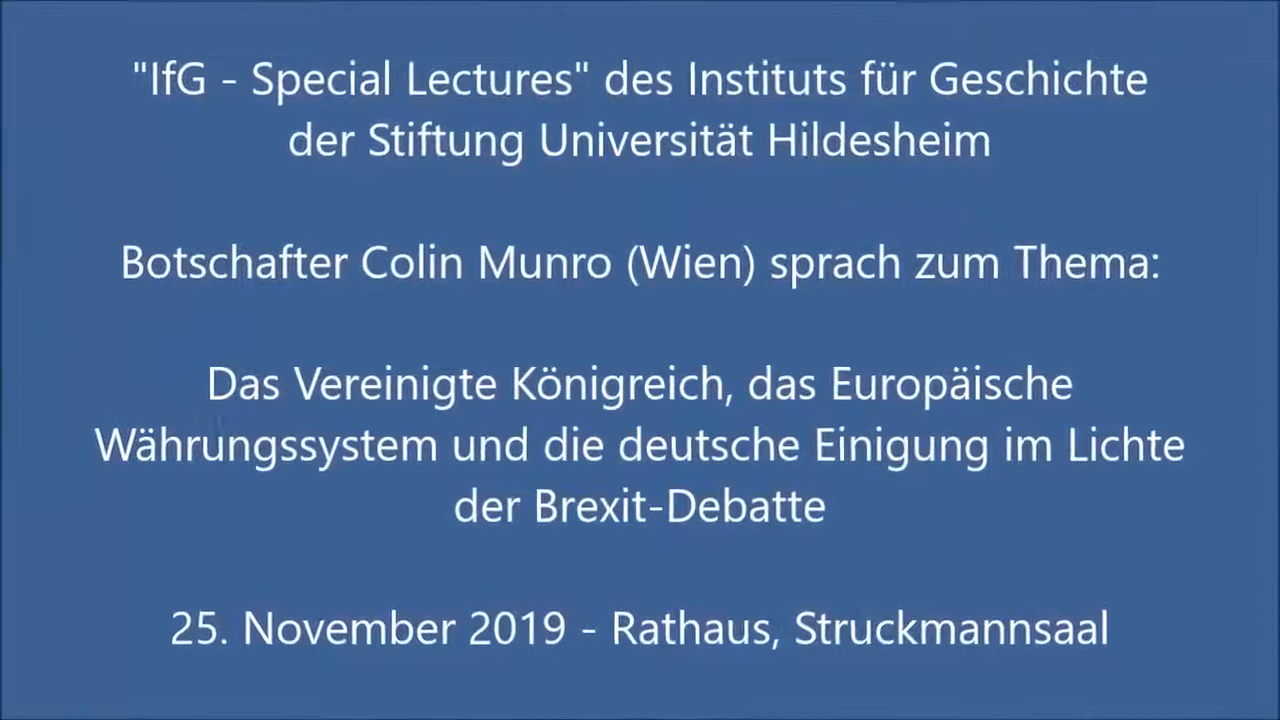 "IfG - Special Lectures" des Instituts für Geschichte
der Stiftung Universität Hildesheim
Botschafter Colin Munro (Wien) sprach zum Thema:
Das Vereinigte Königreich, das Europäische
Währungssystem und die deutsche Einigung im Lichte
der Brexit-Debatte
25. November 2019 - Rathaus, Struckmannsaal